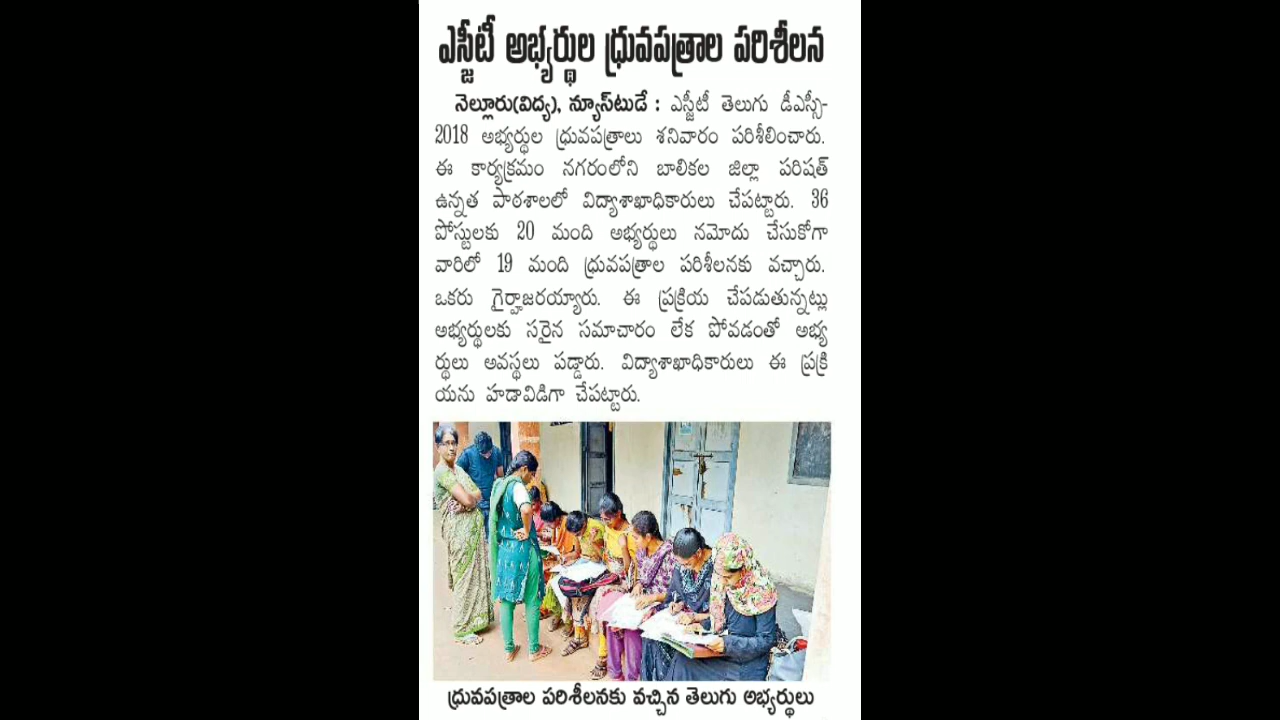 ఎస్జీటీ అభ్యర్థుల ధ్రువపత్రాల పరిశీలన
నెల్లూరు(విద్య), న్యూస్‌టుడే : ఎస్జీటీ తెలుగు డీఎస్సీ-
2018 అభ్యర్థుల ధ్రువపత్రాలు శనివారం పరిశీలించారు.
ఈ కార్యక్రమం నగరంలోని బాలికల జిల్లా పరిషత్
ఉన్నత పాఠశాలలో విద్యాశాఖాధికారులు చేపట్టారు. 36
పోస్టులకు 20 మంది అభ్యర్థులు నమోదు చేసుకోగా
వారిలో 19 మంది ధ్రువపత్రాల పరిశీలనకు వచ్చారు.
ఒకరు గైర్హాజరయ్యారు. ఈ ప్రక్రియ చేపడుతున్నట్లు
అభ్యర్థులకు సరైన సమాచారం లేక పోవడంతో అభ్య
ర్థులు అవస్థలు పడ్డారు. విద్యాశాఖాధికారులు ఈ ప్రక్రి
యను హడావిడిగా చేపట్టారు.
ధ్రువపత్రాల పరిశీలనకు వచ్చిన తెలుగు అభ్యర్థులు